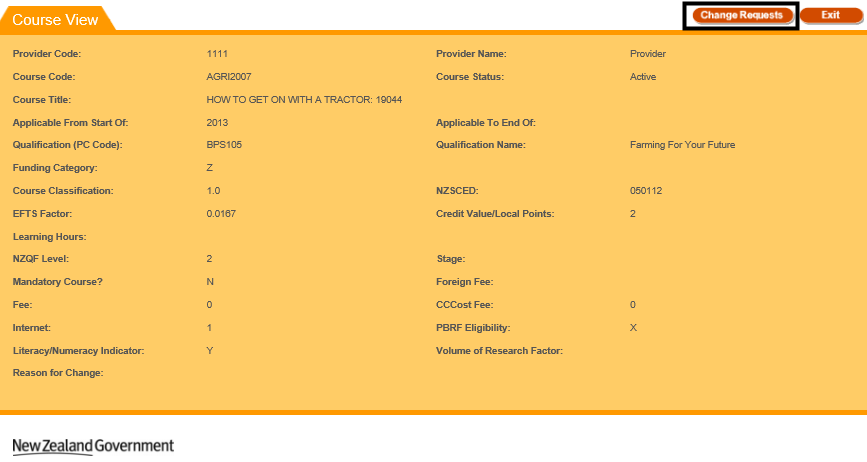 Course View Change Requests Exit
Provider Code: 1111 Provider Name: Provider
Course Code: AGRI2007 Course Status: Active
Course Title: HOW TO GET ON WITH A TRACTOR: 19044
Applicable From Start Of: 2013 Applicable To End Of:
Qualification (PC Code): BPS105 Qualification Name: Farming For Your Future
Funding Category: Z
Course Classification: 1.0 NZSCED: 050112
EFTS Factor: 0.0167 Credit Value/Local Points: 2
Learning Hours:
NZQF Level: 2 Stage:
Mandatory Course? N Foreign Fee:
Fee: 0 CCCost Fee: 0
Internet: 1 PBRF Eligibility: X
Literacy/Numeracy Indicator: Y Volume of Research Factor:
Reason for Change:
New Zealand Government